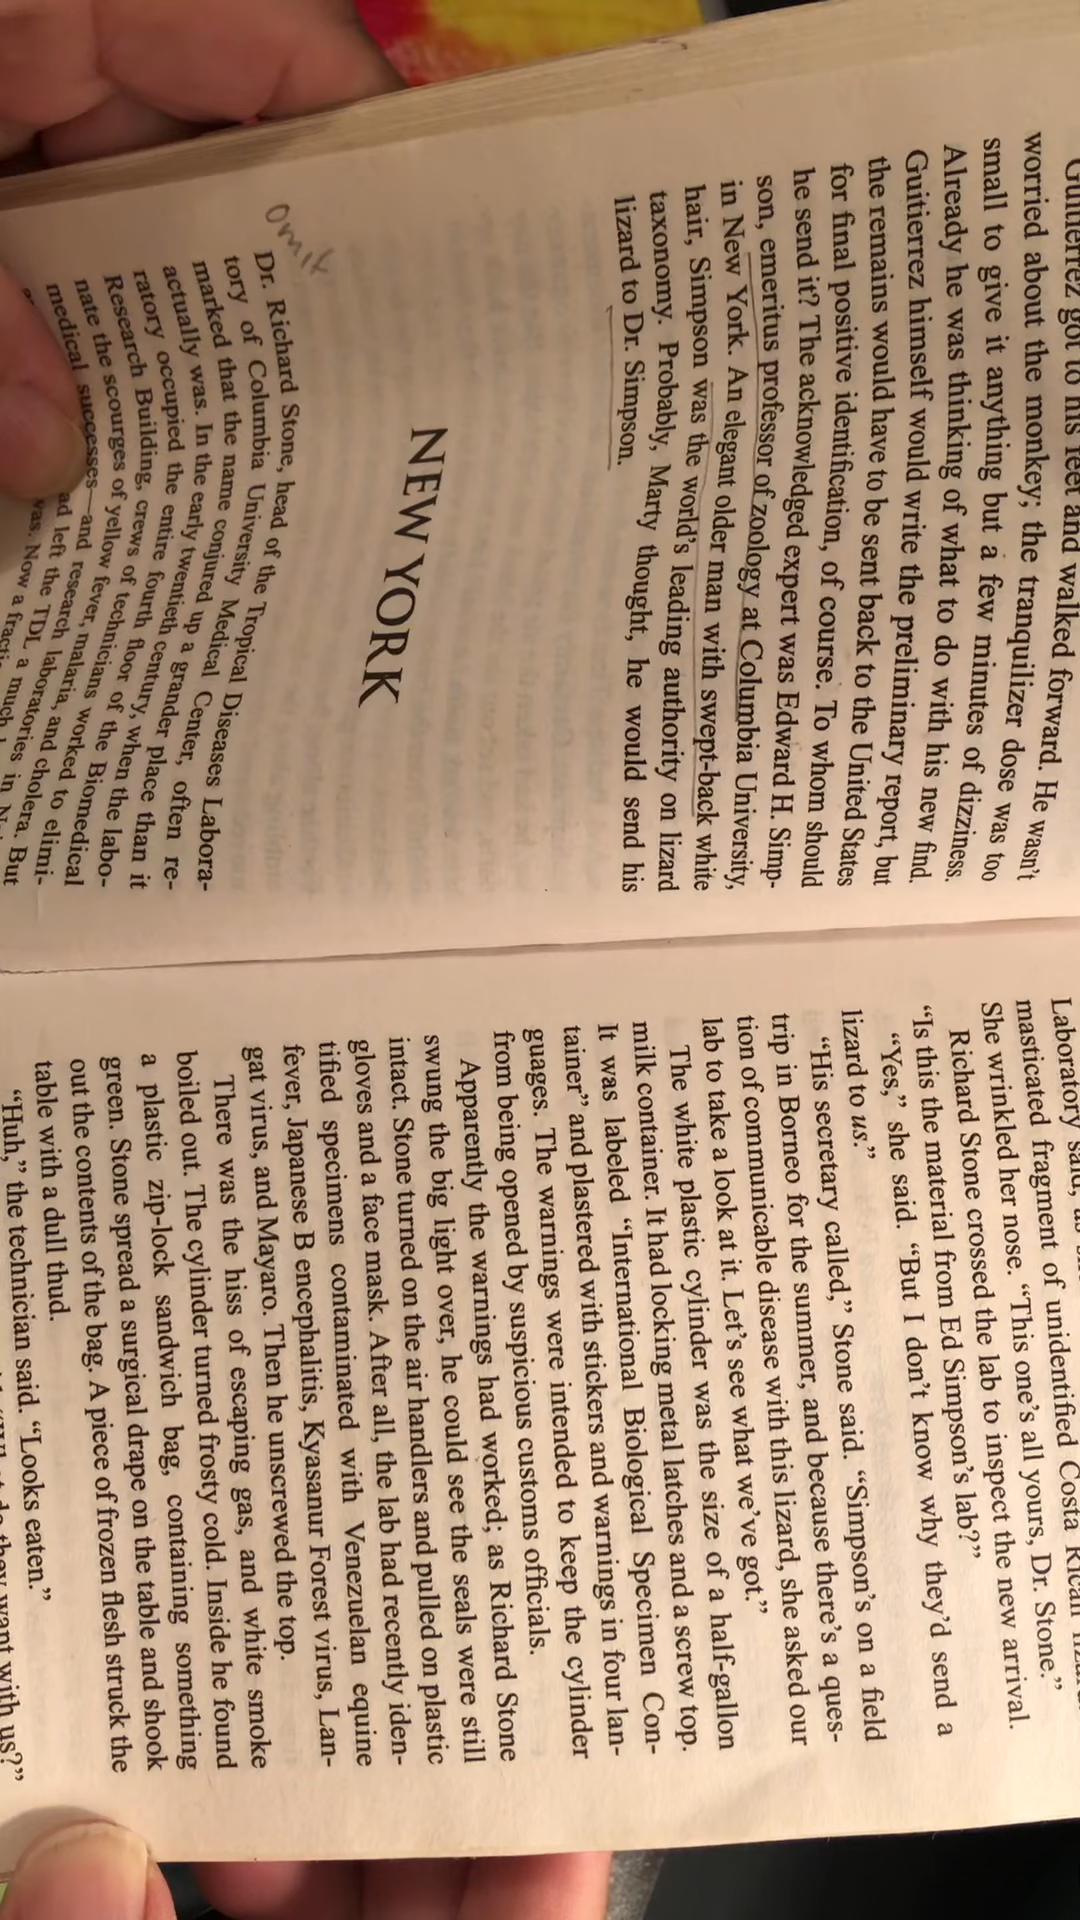 Guitierrez got to his feet and walked forward. He wasn't
worried about the monkey; the tranquilizer dose was too
small to give it anything but a few minutes of dizziness.
Already he was thinking of what to do with his new find.
Guitierrez himself would write the preliminary report, but
the remains would have to be sent back to the United States
for final positive identification, of course. To whom should
he send it? The acknowledged expert was Edward H. Simp-
son, emeritus professor of zoology at Columbia University,
in New York. An elegant older man with swept-back white
hair, Simpson was the world's leading authority on lizard
taxonomy. Probably, Marty thought, he would send his
lizard to Dr. Simpson.
NEW YORK
omit
Dr. Richard Stone, head of the Tropical Diseases Labora-
tory of Columbia University Medical Center, often re-
marked that the name conjured up a grander place than it
actually was. In the early twentieth century, when the labo-
ratory occupied the entire fourth floor of the Biomedical
Research Building, crews of technicians worked to elimi-
nate the scourges of yellow fever, malaria, and cholera. But
medical successes—and research laboratories in
ad left the TDL a much
was. Now a
Laboratory said,
masticated fragment of unidentified Costa Rican
She wrinkled her nose. "This one's all yours, Dr. Stone."
Richard Stone crossed the lab to inspect the new arrival.
"Is this the material from Ed Simpson's lab?"
"Yes," she said. "But I don't know why they'd send a
lizard to us."
"His secretary called," Stone said. "Simpson's on a field
trip in Borneo for the summer, and because there's a ques-
tion of communicable disease with this lizard, she asked our
lab to take a look at it. Let's see what we've got."
The white plastic cylinder was the size of a half-gallon
milk container. It had locking metal latches and a screw top.
It was labeled "International Biological Specimen Con-
tainer" and plastered with stickers and warnings in four lan-
guages. The warnings were intended to keep the cylinder
from being opened by suspicious customs officials.
Apparently the warnings had worked; as Richard Stone
swung the big light over, he could see the seals were still
intact. Stone turned on the air handlers and pulled on plastic
gloves and a face mask. After all, the lab had recently iden-
tified specimens contaminated with Venezuelan equine
fever, Japanese B encephalitis, Kyasanur Forest virus, Lan-
gat virus, and Mayaro. Then he unscrewed the top.
There was the hiss of escaping gas, and white smoke
boiled out. The cylinder turned frosty cold. Inside he found
a plastic zip-lock sandwich bag, containing something
green. Stone spread a surgical drape on the table and shook
out the contents of the bag. A piece of frozen flesh struck the
table with a dull thud.
"Huh," the technician said. "Looks eaten."
do they want with us?"